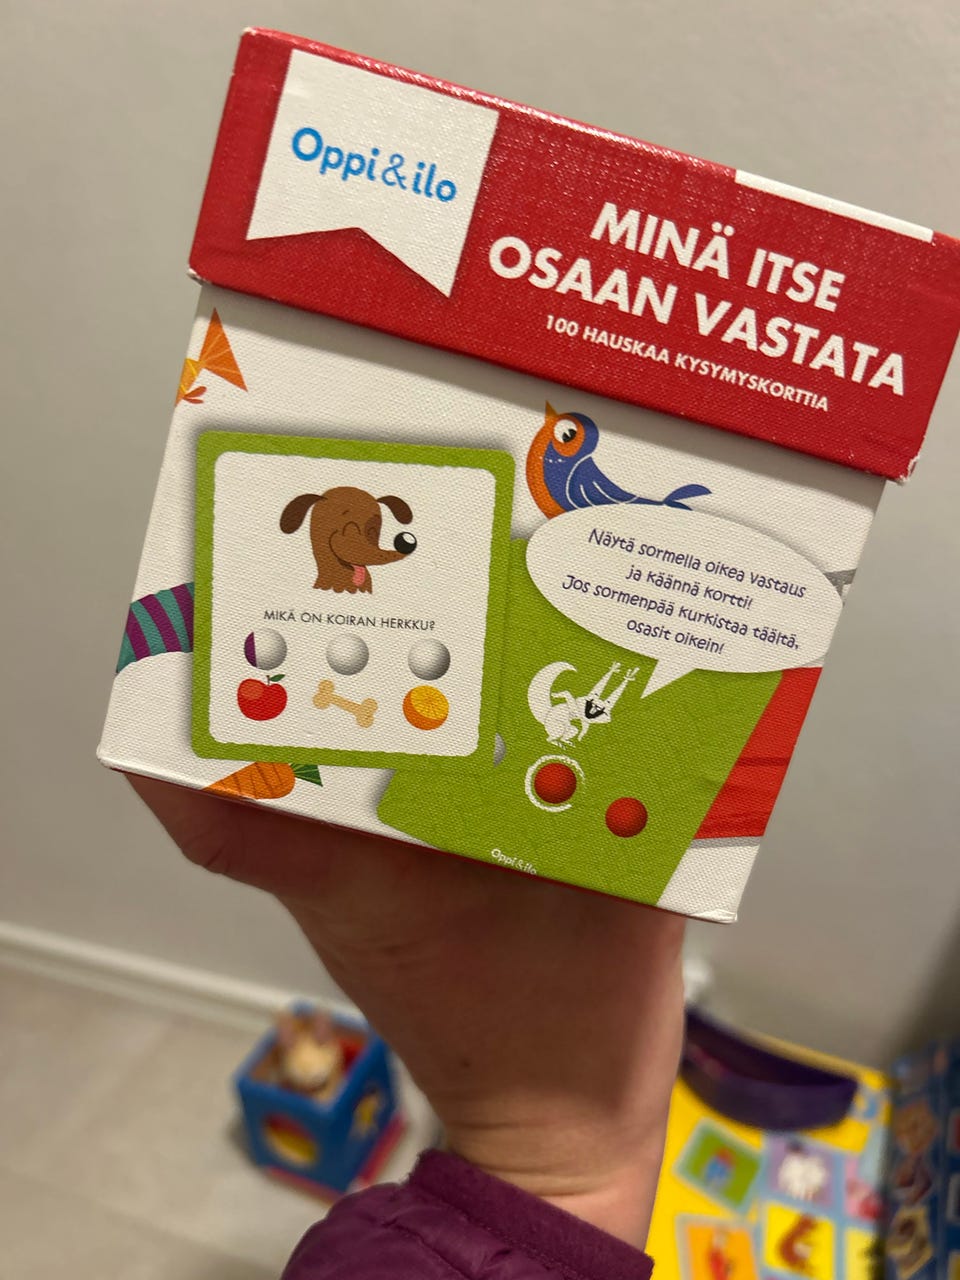 Oppi&ilo
MINÄ ITSE
OSAAN VASTATA
100 HAUSKAA KYSYMYSKORTTIA
MIKÄ ON KOIRAN HERKKU?
Näytä sormella oikea vastaus
ja käännä kortti!
Jos sormenpää kurkistaa täältä,
osasit oikein!
Oppi&ilo